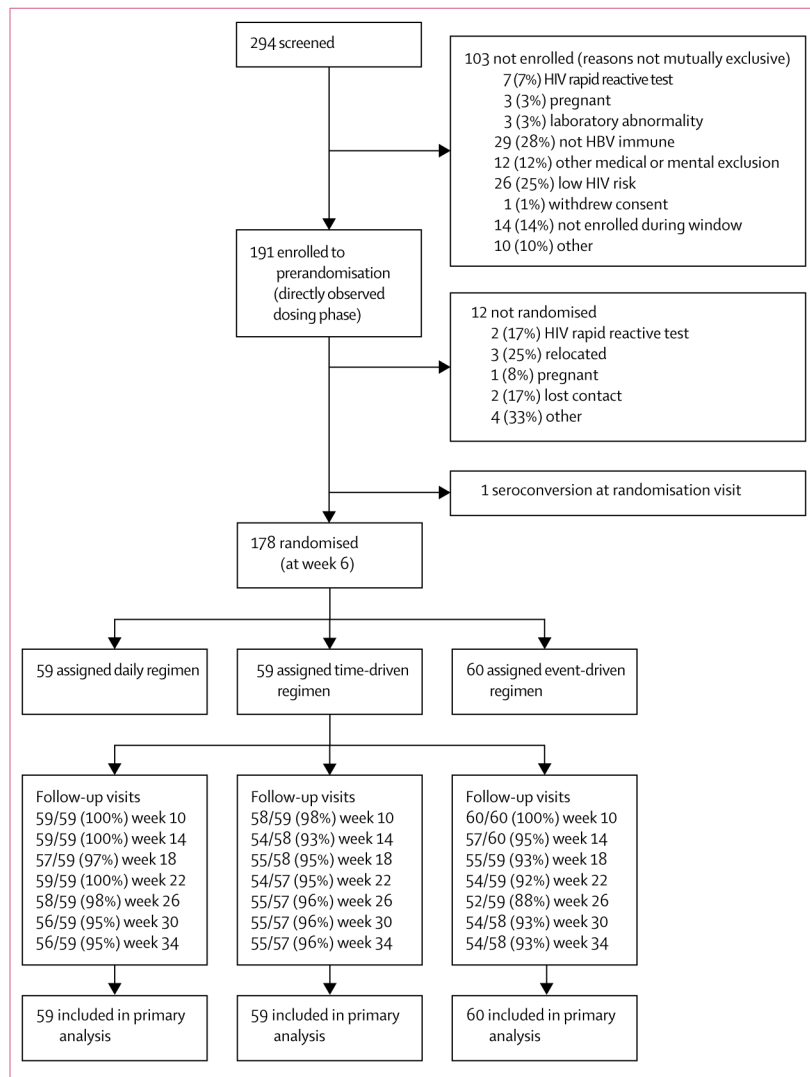 294 screened
103 not enrolled (reasons not mutually exclusive)
7 (7%) HIV rapid reactive test
3 (3%) pregnant
3 (3%) laboratory abnormality
29 (28%) not HBV immune
12 (12%) other medical or mental exclusion
26 (25%) low HIV risk
1 (1%) withdrew consent
14 (14%) not enrolled during window
10 (10%) other
191 enrolled to
prerandomisation
(directly observed
dosing phase)
12 not randomised
2 (17%) HIV rapid reactive test
3 (25%) relocated
1 (8%) pregnant
2 (17%) lost contact
4 (33%) other
1 seroconversion at randomisation visit
178 randomised
(at week 6)
59 assigned daily regimen
59 assigned time-driven
regimen
60 assigned event-driven
regimen
Follow-up visits
59/59 (100%) week 10
59/59 (100%) week 14
57/59 (97%) week 18
59/59 (100%) week 22
58/59 (98%) week 26
56/59 (95%) week 30
56/59 (95%) week 34
Follow-up visits
58/59 (98%) week 10
54/58 (93%) week 14
55/58 (95%) week 18
54/57 (95%) week 22
55/57 (96%) week 26
55/57 (96%) week 30
55/57 (96%) week 34
Follow-up visits
60/60 (100%) week 10
57/60 (95%) week 14
55/59 (93%) week 18
54/59 (92%) week 22
52/59 (88%) week 26
54/58 (93%) week 30
54/58 (93%) week 34
59 included in primary
analysis
59 included in primary
analysis
60 included in primary
analysis